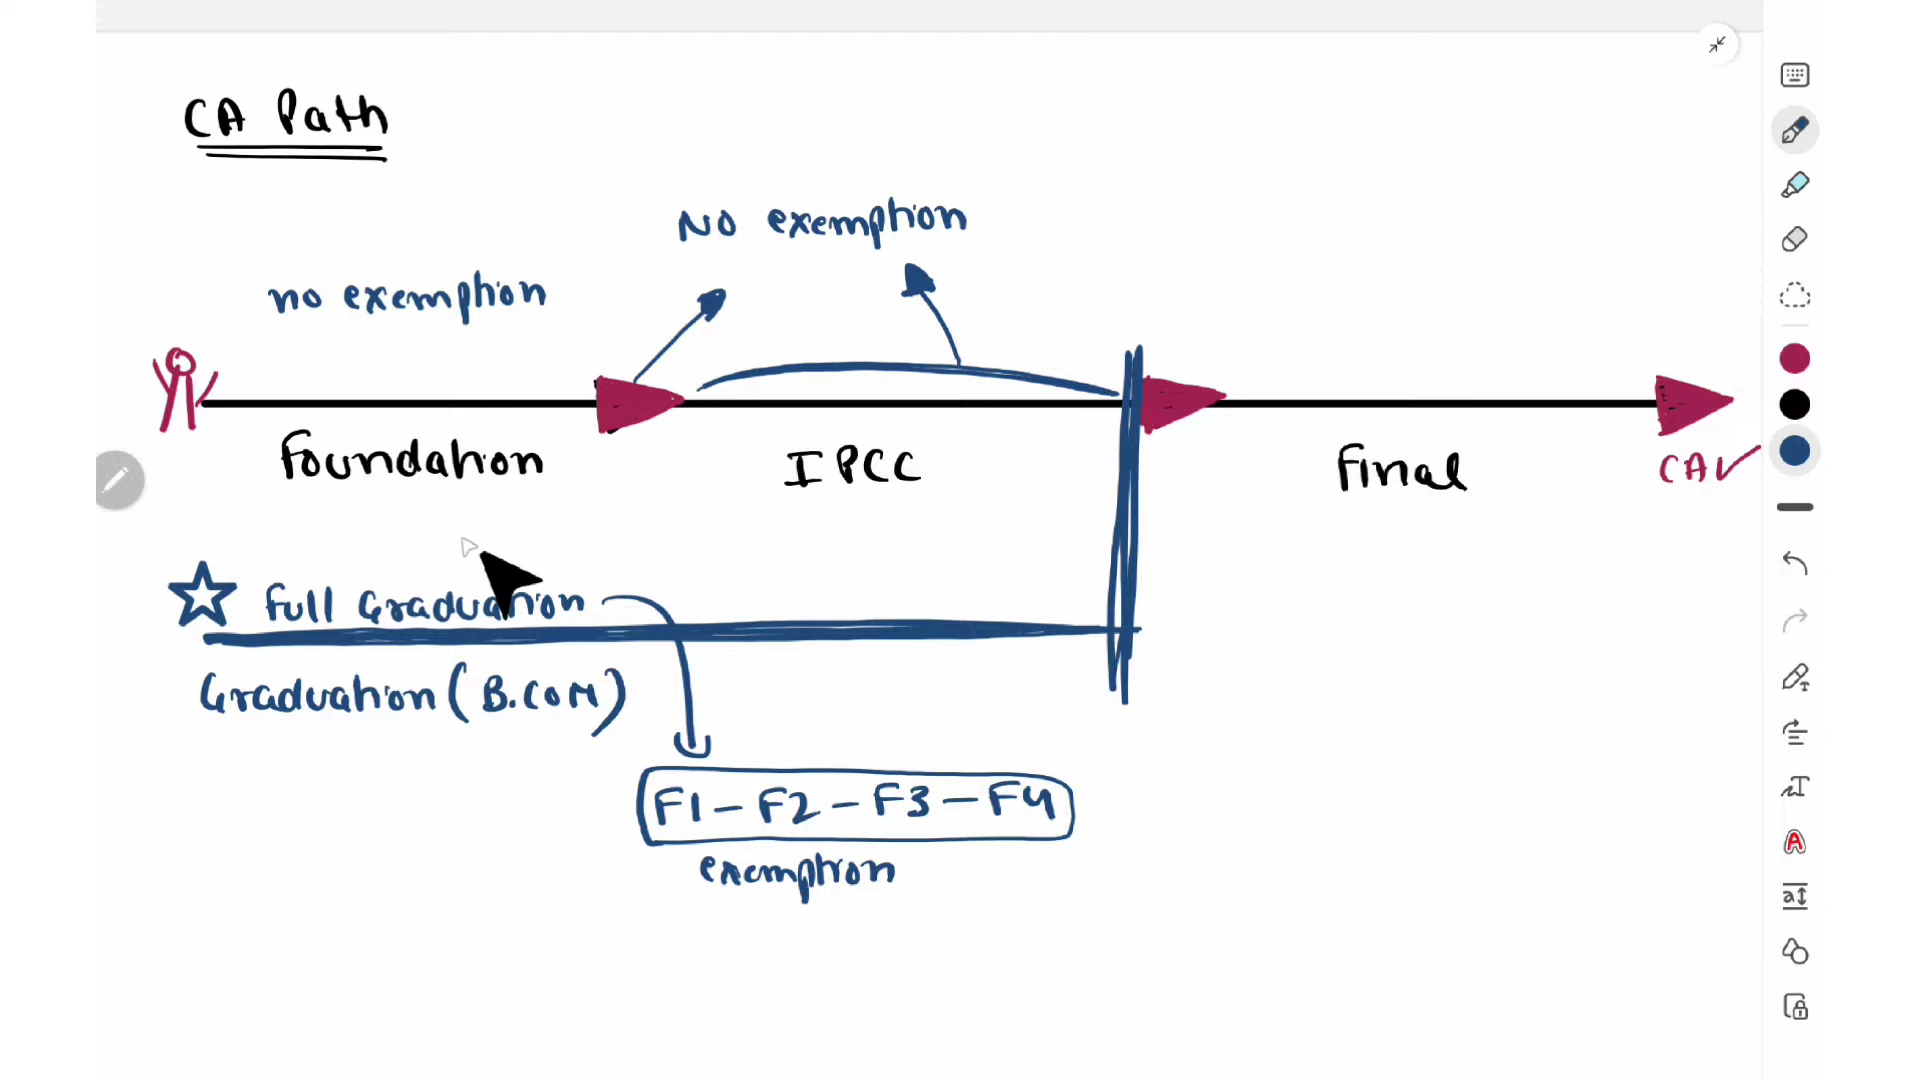 CA Path
No exemption
no exemption
Foundation
IPCC
Final
CA
Full Graduation
Graduation (B.COM)
F1 - F2 - F3 - F4
exemption